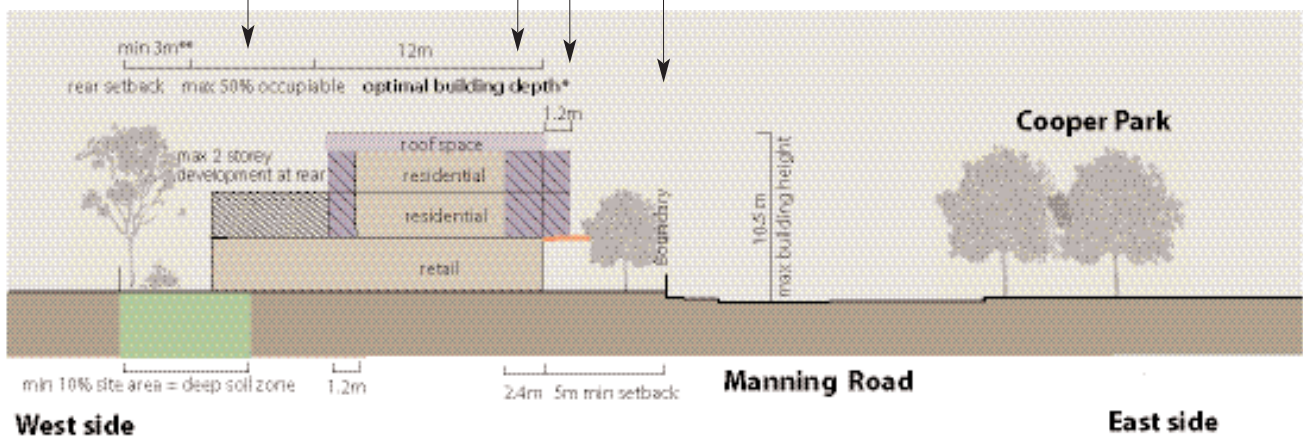 min 3m**
12m
rear setback
max 50% occupiable
optimal building depth*
1.2m
Cooper Park
roof space
max 2 storey
development at rear
residential
residential
retail
Boundary
10.5 m
max building height
min 10% site area = deep soil zone
1.2m
2.4m
5m min setback
Manning Road
West side
East side